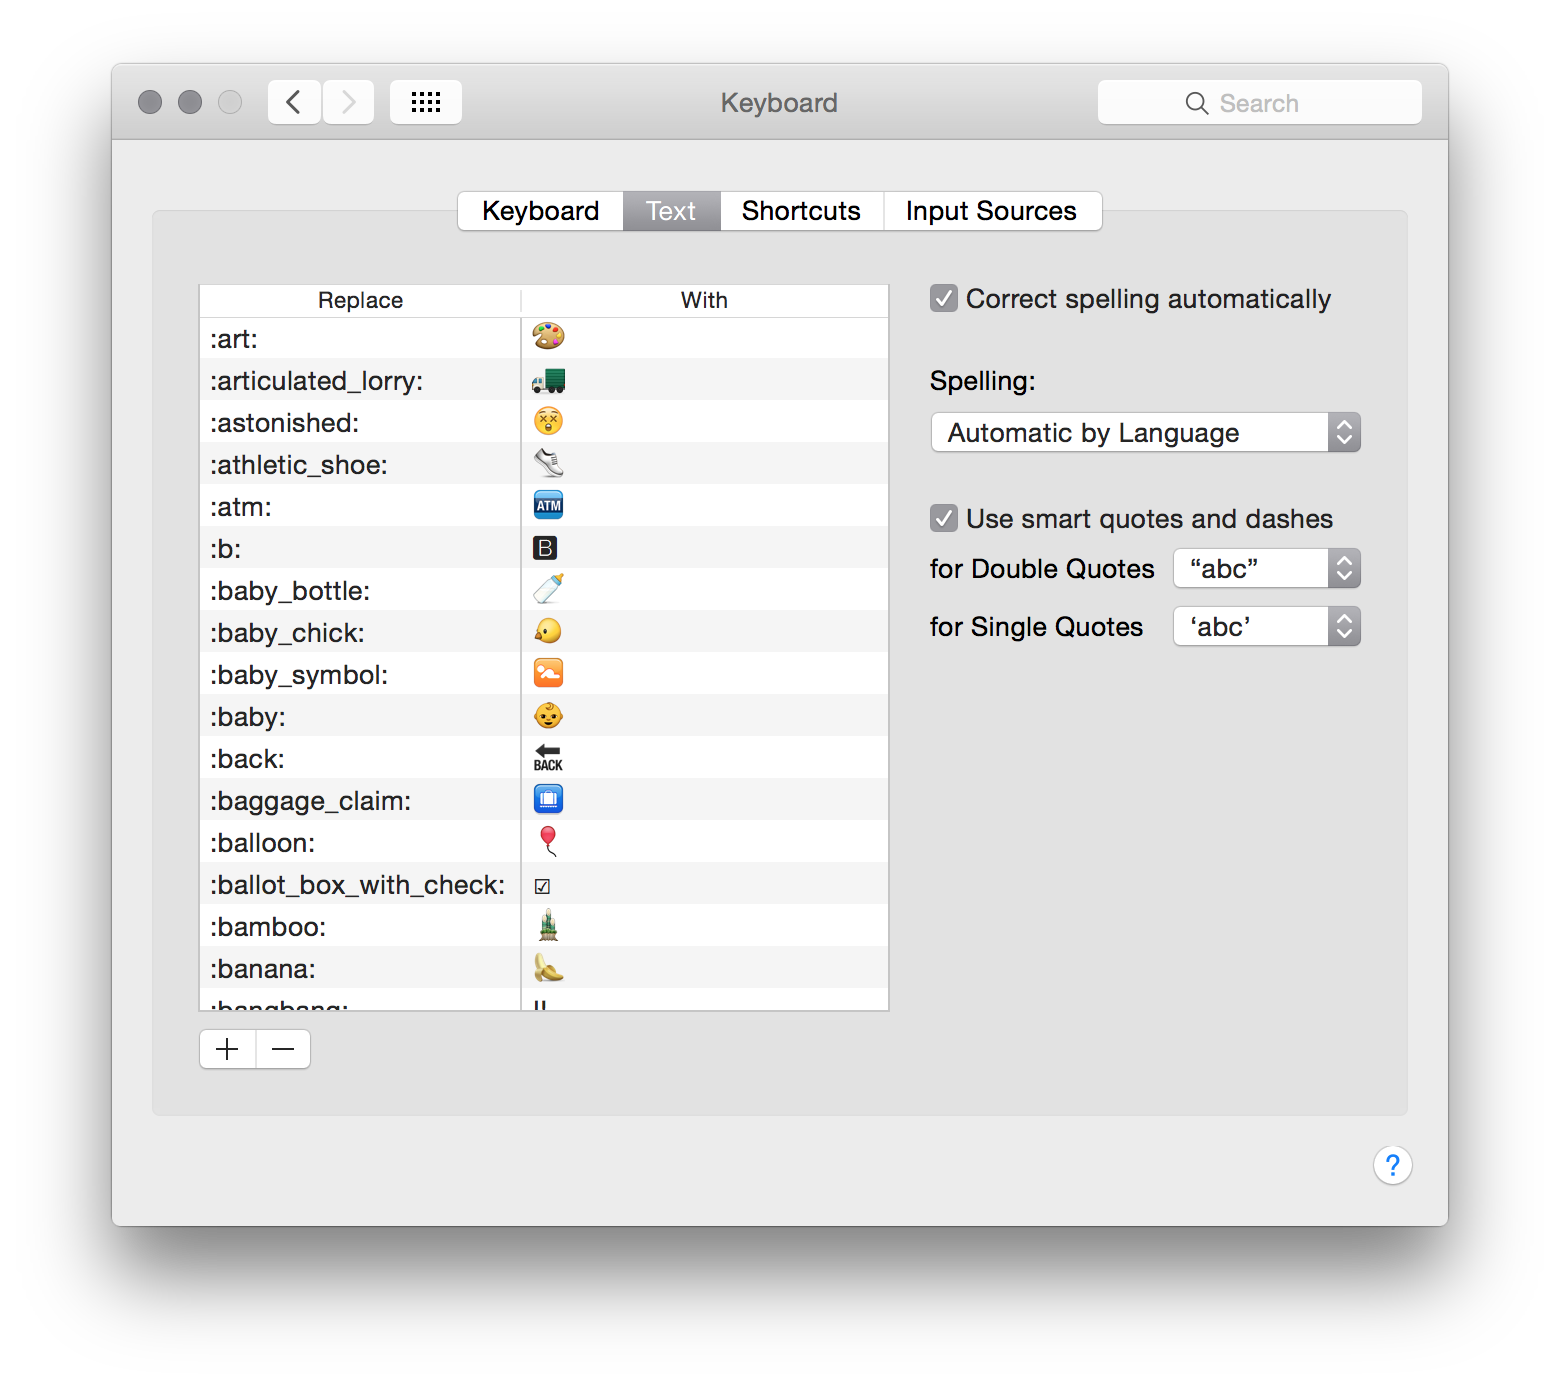 Keyboard
Search
Keyboard Text Shortcuts Input Sources
Replace With
:art: 🎨
:articulated_lorry: 🚛
:astonished: 😲
:athletic_shoe: 👟
:atm: 🏧
:b: 🅱
:baby_bottle: 🍼
:baby_chick: 🐤
:baby_symbol: 🚼
:baby: 👶
:back: 🔙
:baggage_claim: 🛄
:balloon: 🎈
:ballot_box_with_check: ☑
:bamboo: 🎍
:banana: 🍌
:bangbang: ‼
Correct spelling automatically
Spelling:
Automatic by Language
Use smart quotes and dashes
for Double Quotes “abc”
for Single Quotes ‘abc’
?